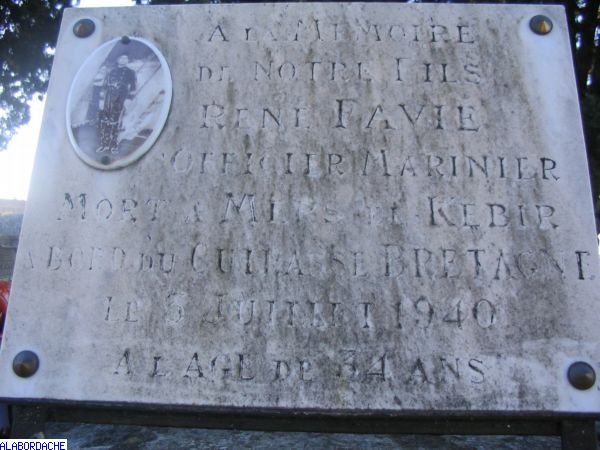 A LA MEMOIRE
DE NOTRE FILS
RENE FAVIE
OFFICIER MARINIER
MORT A MERS EL KEBIR
A BORD DU CUIRASSE BRETAGNE
LE 3 JUILLET 1940
A L'AGE DE 34 ANS
ALABORDACHE